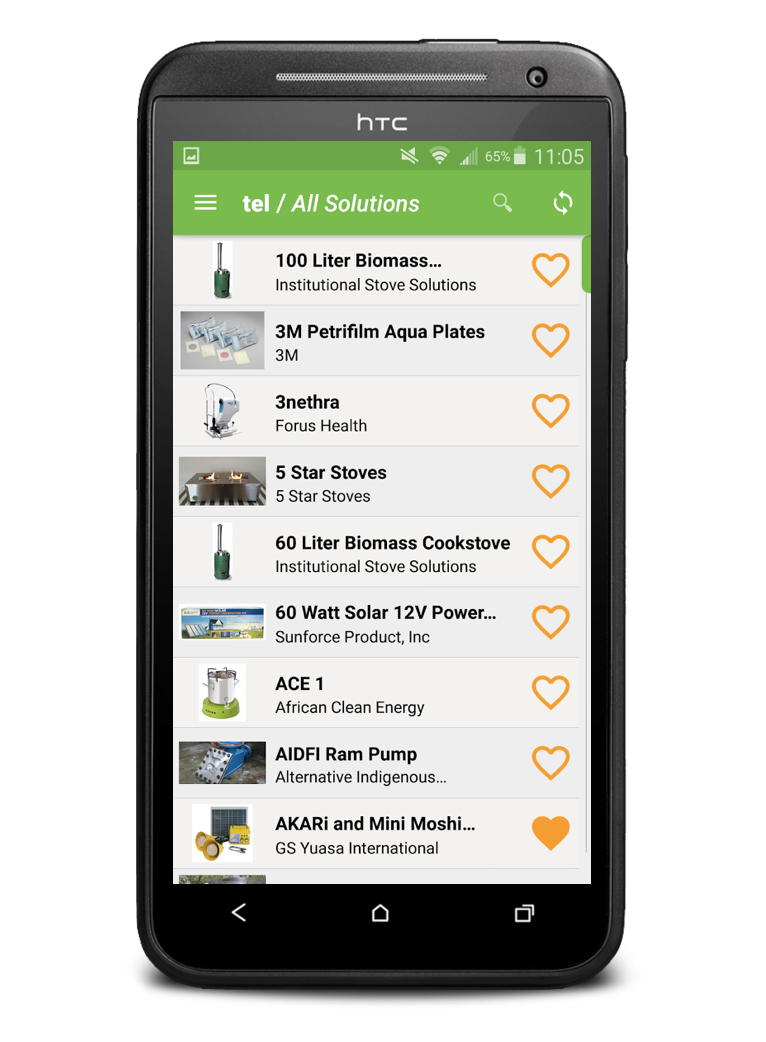 hTC
65% 11:05
tel / All Solutions
100 Liter Biomass...
Institutional Stove Solutions
3M Petrifilm Aqua Plates
3M
3nethra
Forus Health
5 Star Stoves
5 Star Stoves
60 Liter Biomass Cookstove
Institutional Stove Solutions
60 Watt Solar 12V Power...
Sunforce Product, Inc
ACE 1
African Clean Energy
AIDFI Ram Pump
Alternative Indigenous...
AKARi and Mini Moshi...
GS Yuasa International